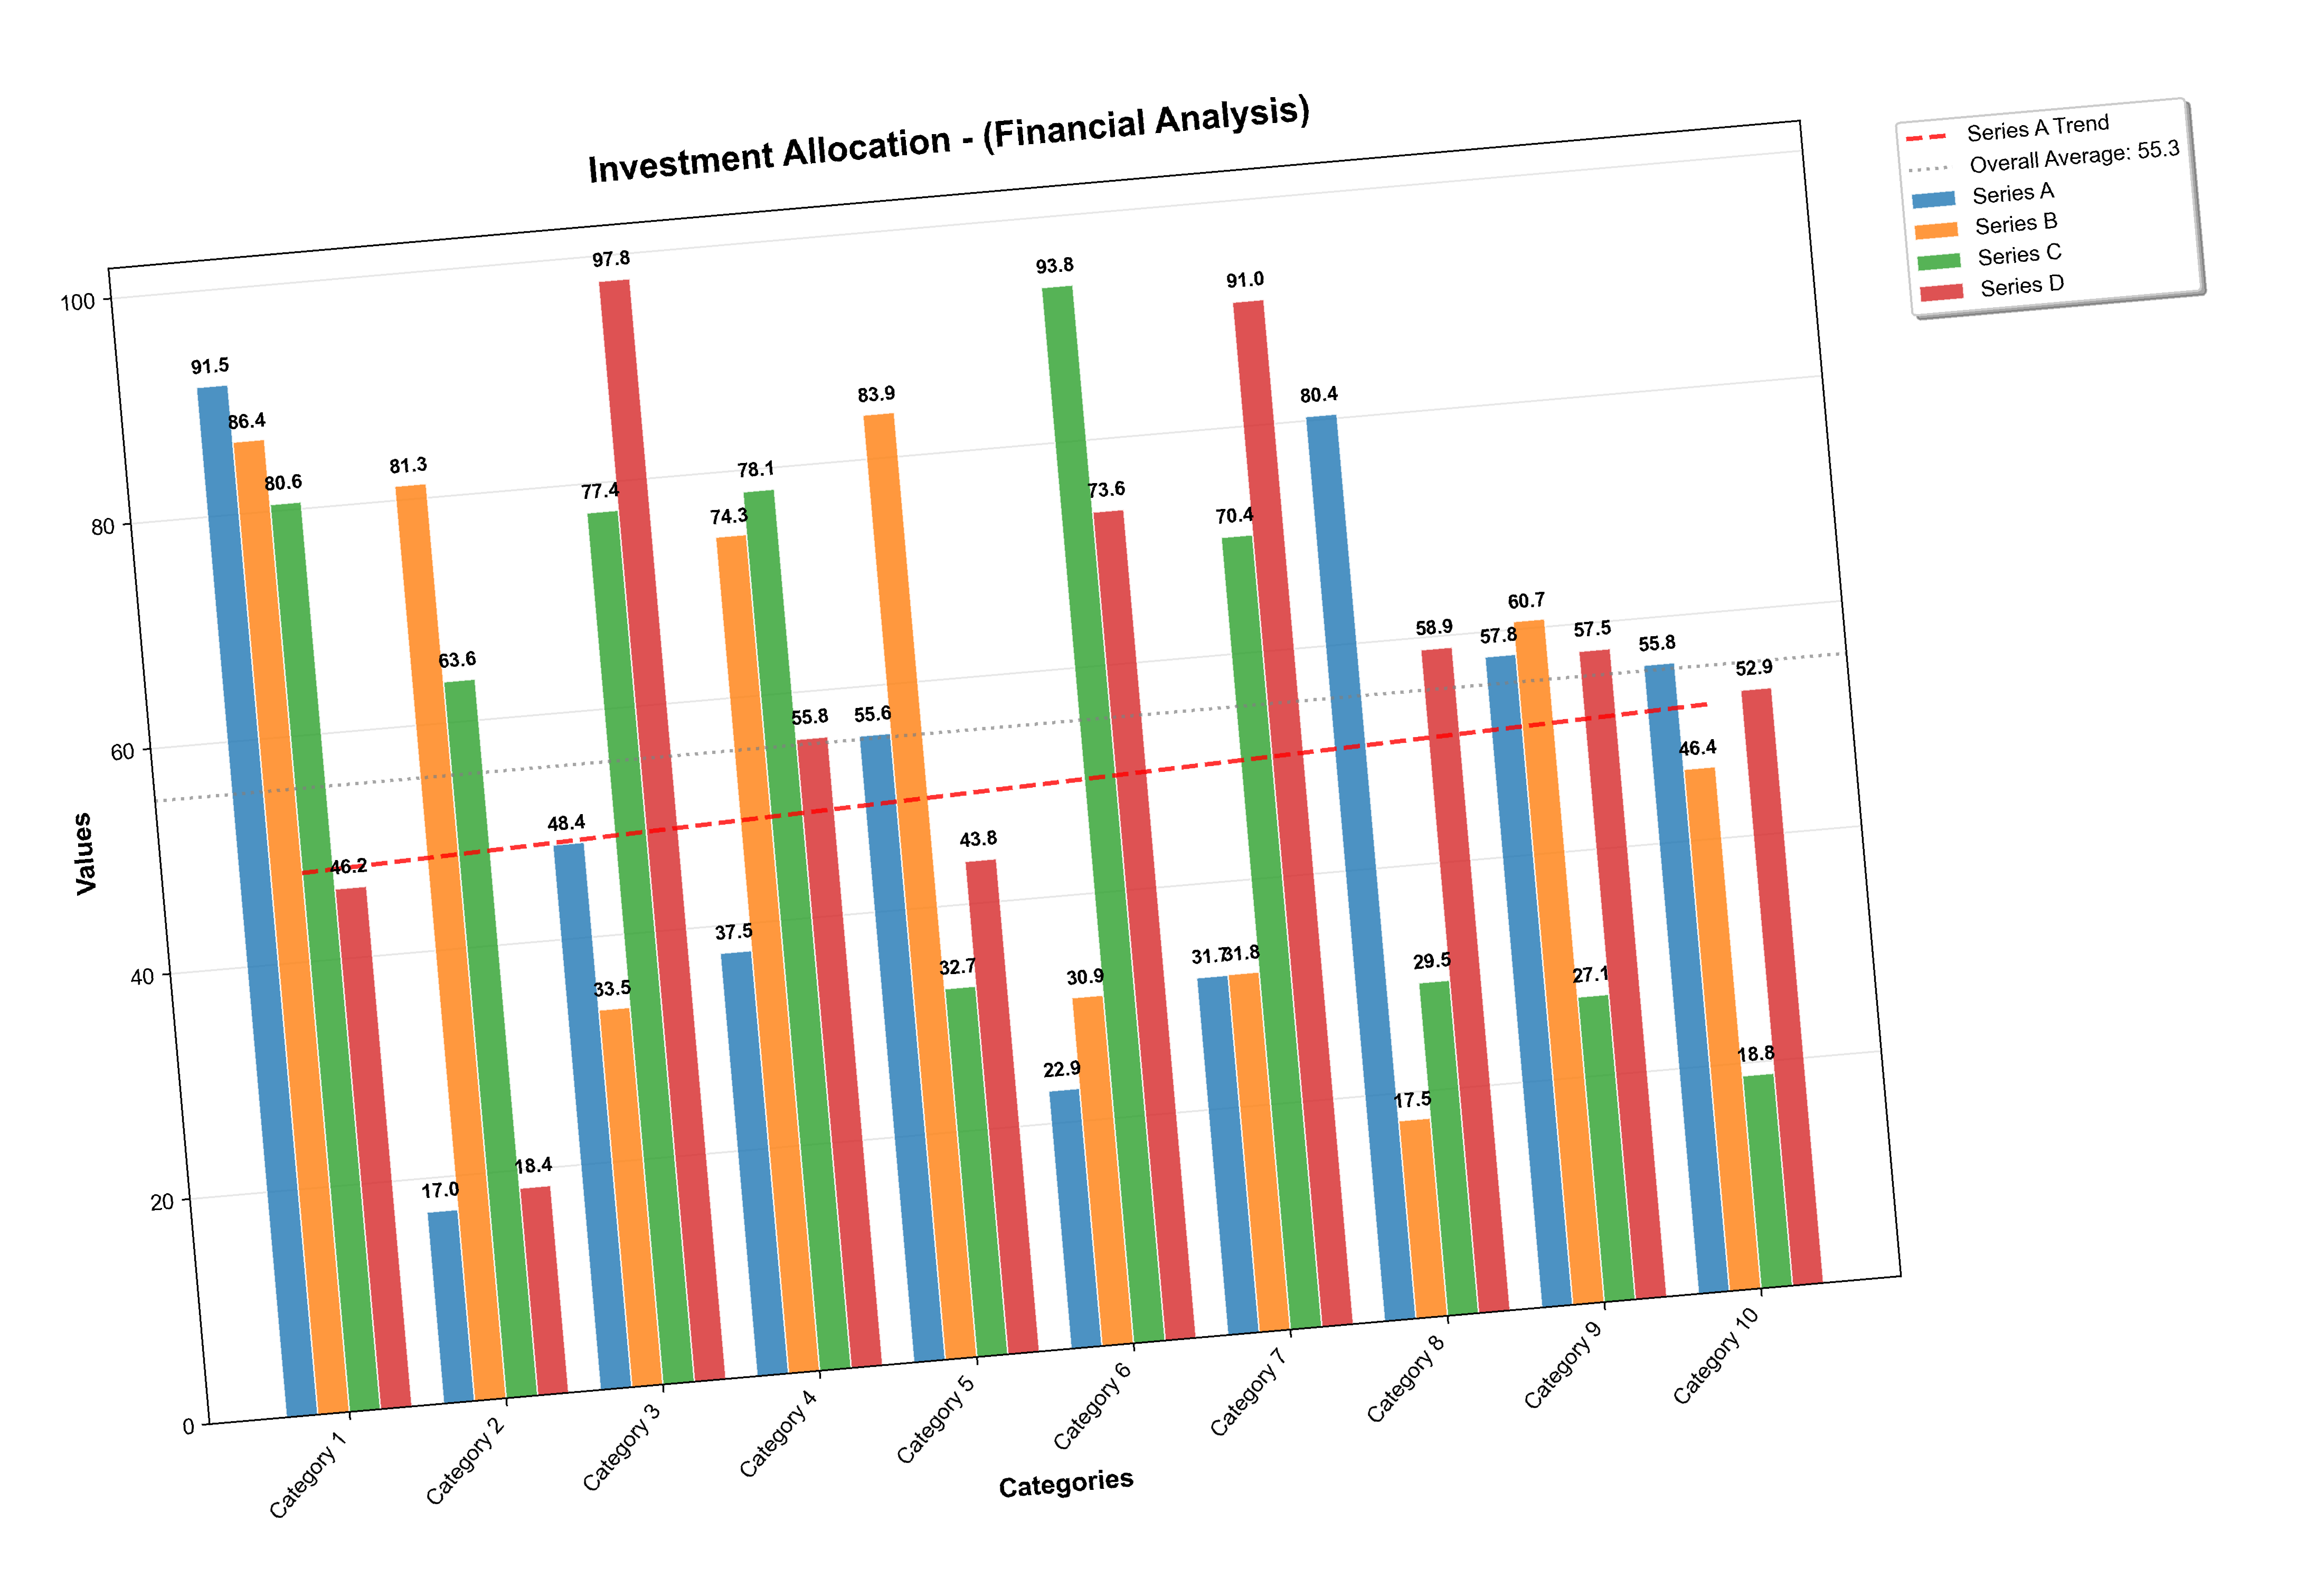 Investment Allocation - (Financial Analysis)
Series A Trend
Overall Average: 55.3
Series A
Series B
Series C
Series D
Values
100
80
60
40
20
0
91.5
86.4
80.6
46.2
17.0
81.3
63.6
18.4
48.4
33.5
77.4
97.8
37.5
74.3
78.1
55.8
55.6
83.9
32.7
43.8
22.9
30.9
93.8
73.6
31.7
31.8
70.4
91.0
80.4
17.5
29.5
58.9
57.8
60.7
27.1
57.5
55.8
46.4
18.8
52.9
Category 1
Category 2
Category 3
Category 4
Category 5
Category 6
Category 7
Category 8
Category 9
Category 10
Categories